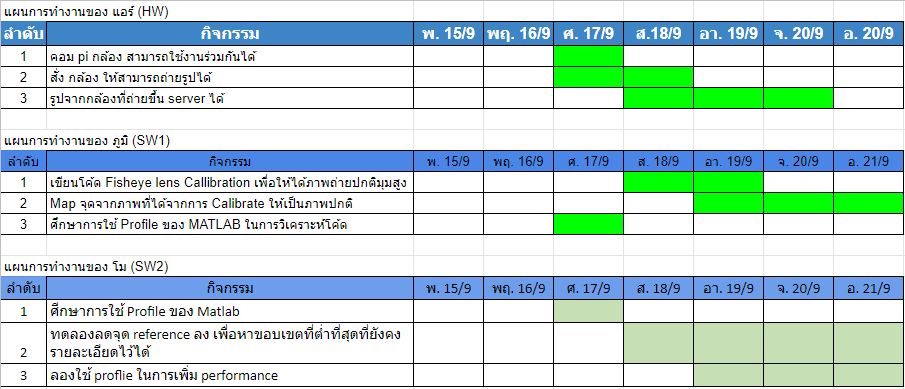 แผนการทำงานของ แอร์ (HW)
ลำดับ กิจกรรม พ. 15/9 พฤ. 16/9 ศ. 17/9 ส.18/9 อา. 19/9 จ. 20/9 อ. 20/9
1 คอม pi กล้อง สามารถใช้งานร่วมกันได้
2 สั่ง กล้อง ให้สามารถถ่ายรูปได้
3 รูปจากกล้องที่ถ่ายขึ้น server ได้
แผนการทำงานของ ภูมิ (SW1)
ลำดับ กิจกรรม พ. 15/9 พฤ. 16/9 ศ. 17/9 ส. 18/9 อา. 19/9 จ. 20/9 อ. 21/9
1 เขียนโค้ด Fisheye lens Callibration เพื่อให้ได้ภาพถ่ายปกติมุมสูง
2 Map จุดจากภาพที่ได้จากการ Calibrate ให้เป็นภาพปกติ
3 ศึกษาการใช้ Profile ของ MATLAB ในการวิเคราะห์โค้ด
แผนการทำงานของ โม (SW2)
ลำดับ กิจกรรม พ. 15/9 พฤ. 16/9 ศ. 17/9 ส. 18/9 อา. 19/9 จ. 20/9 อ. 21/9
1 ศึกษาการใช้ Profile ของ Matlab
ทดลองลดจุด reference ลง เพื่อหาขอบเขตที่ต่ำที่สุดที่ยังคง
2 รายละเอียดไว้ได้
3 ลองใช้ proflie ในการเพิ่ม performance